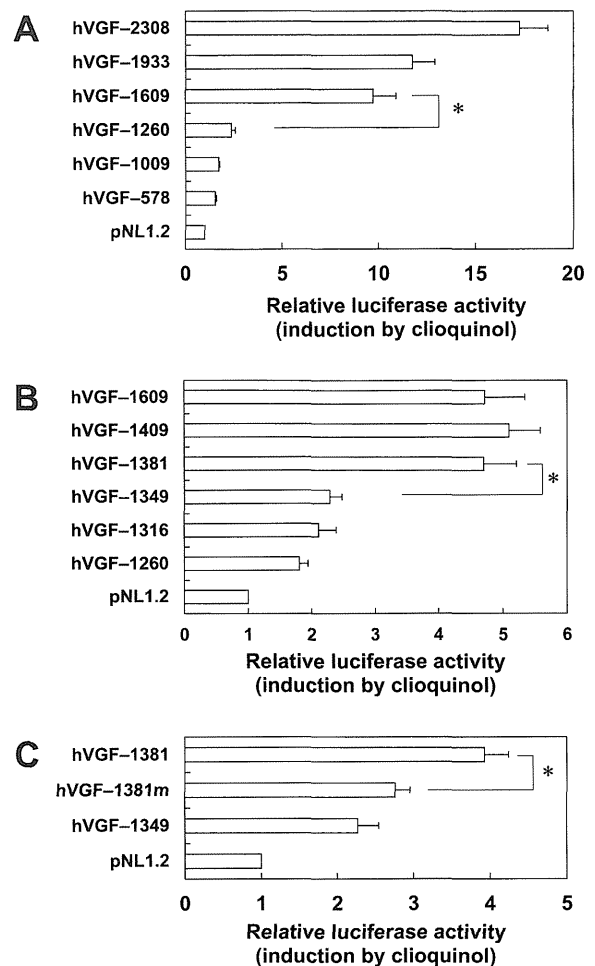 A
hVGF–2308
hVGF–1933
hVGF–1609
*
hVGF–1260
hVGF–1009
hVGF–578
pNL1.2
0 5 10 15 20
Relative luciferase activity
(induction by clioquinol)
B
hVGF–1609
hVGF–1409
hVGF–1381
*
hVGF–1349
hVGF–1316
hVGF–1260
pNL1.2
0 1 2 3 4 5 6
Relative luciferase activity
(induction by clioquinol)
C
hVGF–1381
*
hVGF–1381m
hVGF–1349
pNL1.2
0 1 2 3 4 5
Relative luciferase activity
(induction by clioquinol)